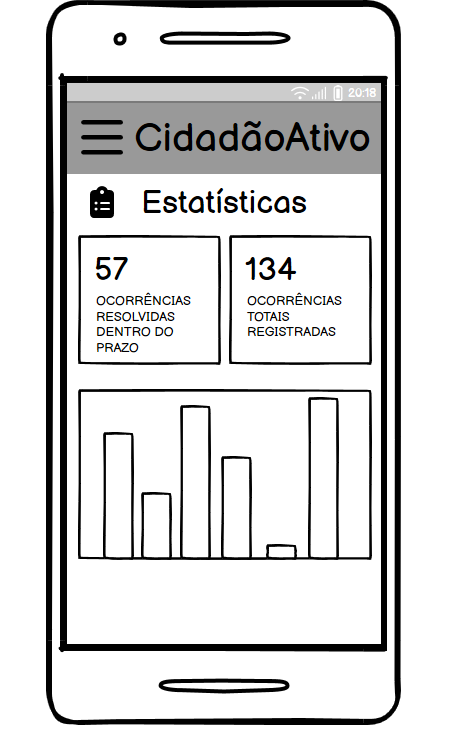 20:18
CidadãoAtivo
Estatísticas
57
OCORRÊNCIAS
RESOLVIDAS
DENTRO DO
PRAZO
134
OCORRÊNCIAS
TOTAIS
REGISTRADAS